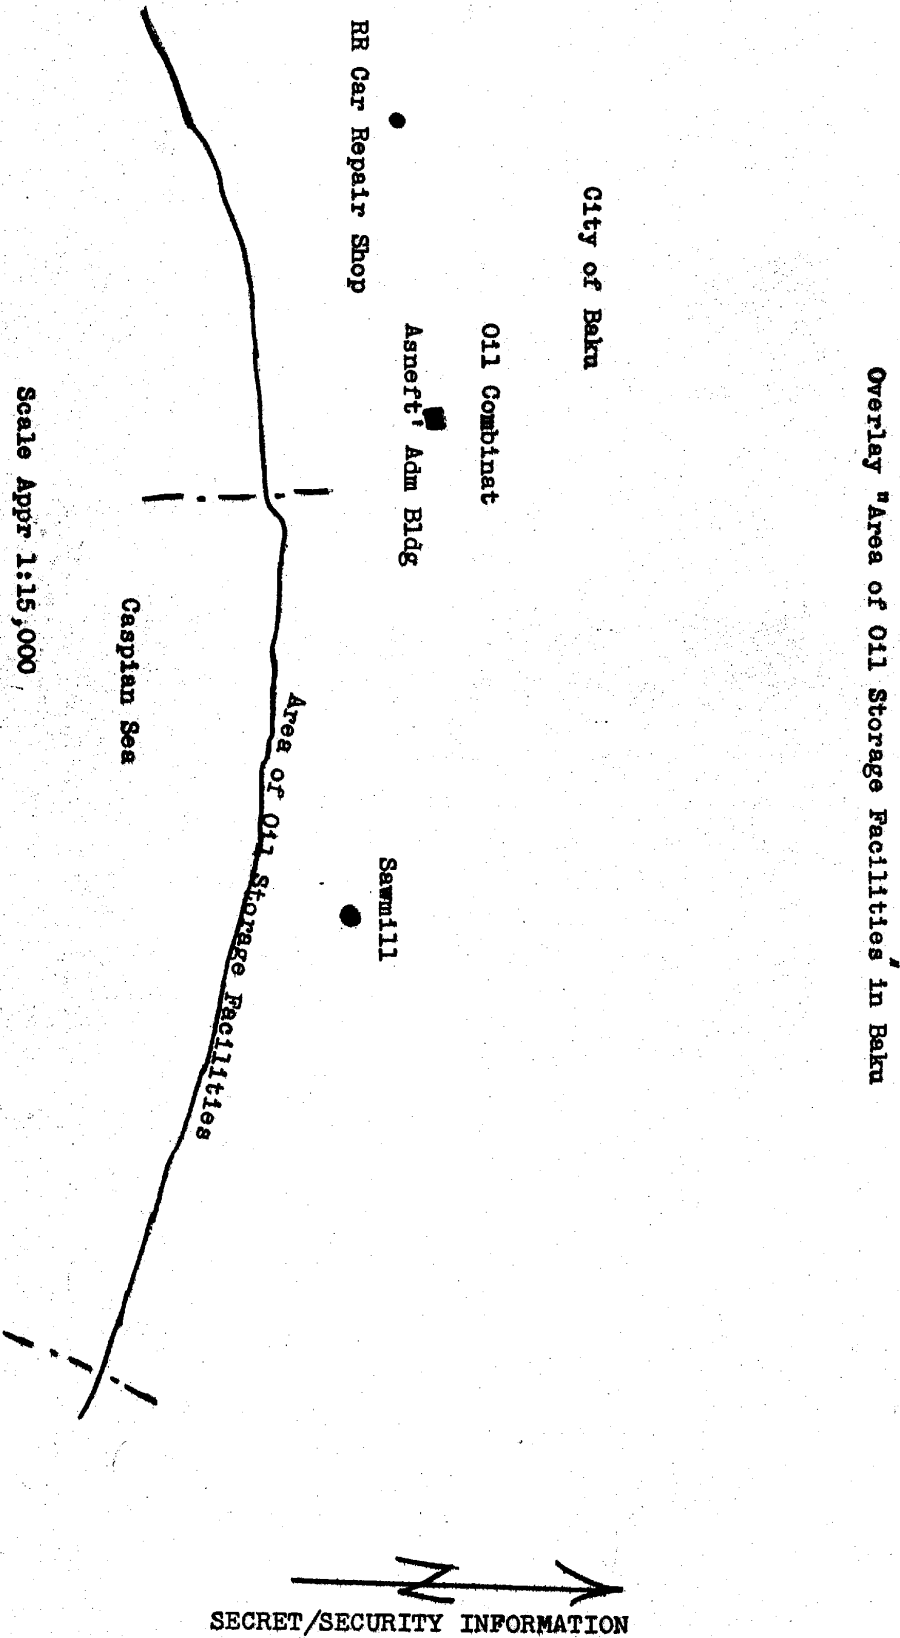 Overlay "Area of Oil Storage Facilities" in Baku
City of Baku
Oil Combinat
Asneft' Adm Bldg
RR Car Repair Shop
Sawmill
Area of Oil Storage Facilities
Caspian Sea
Scale Appr 1:15,000
N
SECRET/SECURITY INFORMATION